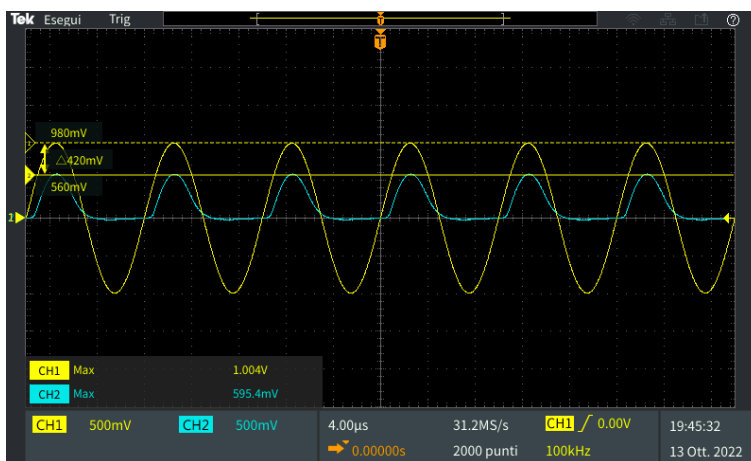 Tek Esegui Trig
T
980mV
△420mV
560mV
1
CH1 Max 1.004V
CH2 Max 595.4mV
CH1 500mV CH2 500mV 4.00µs 31.2MS/s CH1 0.00V 19:45:32
0.00000s 2000 punti 100kHz 13 Ott. 2022